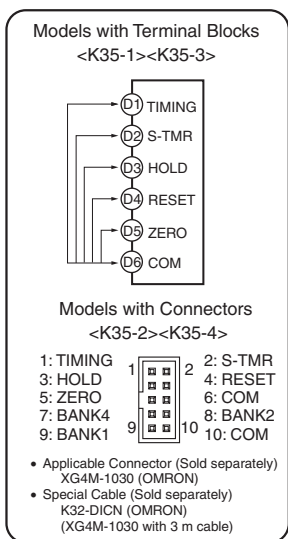 Models with Terminal Blocks
<K35-1><K35-3>
D1 TIMING
D2 S-TMR
D3 HOLD
D4 RESET
D5 ZERO
D6 COM
Models with Connectors
<K35-2><K35-4>
1: TIMING 1 2 2: S-TMR
3: HOLD 4: RESET
5: ZERO 6: COM
7: BANK4 8: BANK2
9: BANK1 9 10 10: COM
• Applicable Connector (Sold separately)
XG4M-1030 (OMRON)
• Special Cable (Sold separately)
K32-DICN (OMRON)
(XG4M-1030 with 3 m cable)